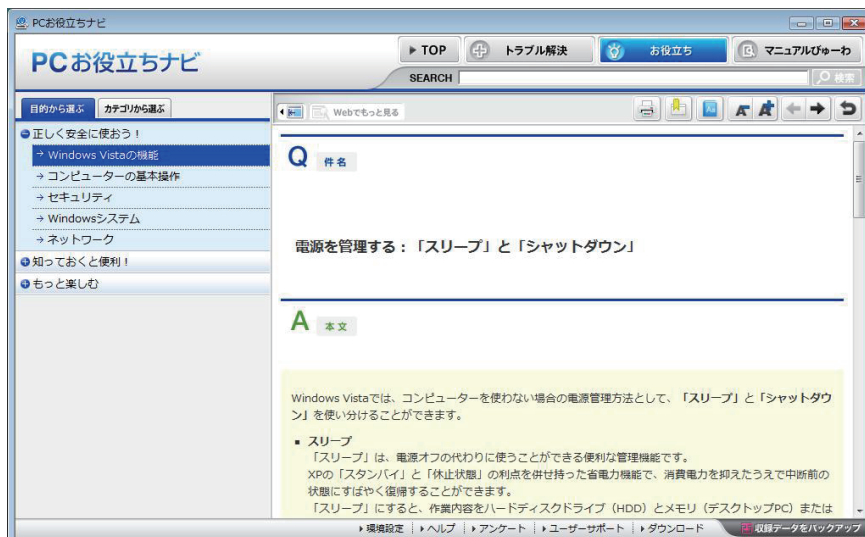 PCお役立ちナビ
PCお役立ちナビ
TOP
トラブル解決
お役立ち
マニュアルびゅーわ
SEARCH
検索
目的から選ぶ
カテゴリから選ぶ
Webでもっと見る
正しく安全に使おう!
→ Windows Vistaの機能
→ コンピューターの基本操作
→ セキュリティ
→ Windowsシステム
→ ネットワーク
知っておくと便利!
もっと楽しむ
Q 件名
電源を管理する:「スリープ」と「シャットダウン」
A 本文
Windows Vistaでは、コンピューターを使わない場合の電源管理方法として、「スリープ」と「シャットダウ
ン」を使い分けることができます。
■ スリープ
「スリープ」は、電源オフの代わりに使うことができる便利な管理機能です。
XPの「スタンバイ」と「休止状態」の利点を併せ持った省電力機能で、消費電力を抑えたうえで中断前の
状態にすばやく復帰することができます。
「スリープ」にすると、作業内容をハードディスクドライブ(HDD)とメモリ(デスクトップPC)または
環境設定
ヘルプ
アンケート
ユーザーサポート
ダウンロード
収録データをバックアップ